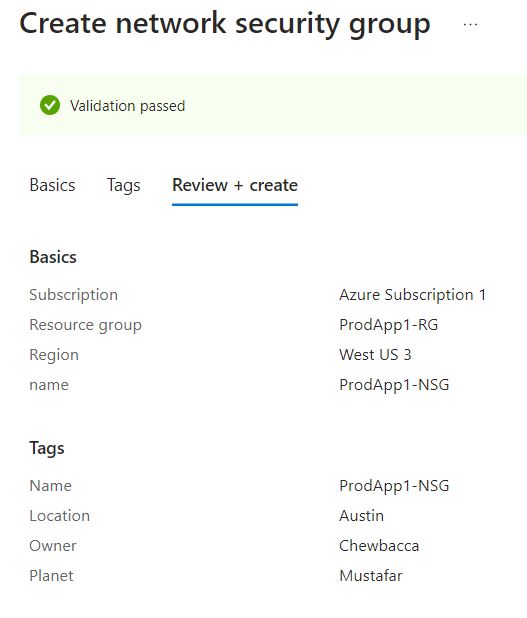 Create network security group ...
Validation passed
Basics Tags Review + create
Basics
Subscription Azure Subscription 1
Resource group ProdApp1-RG
Region West US 3
name ProdApp1-NSG
Tags
Name ProdApp1-NSG
Location Austin
Owner Chewbacca
Planet Mustafar